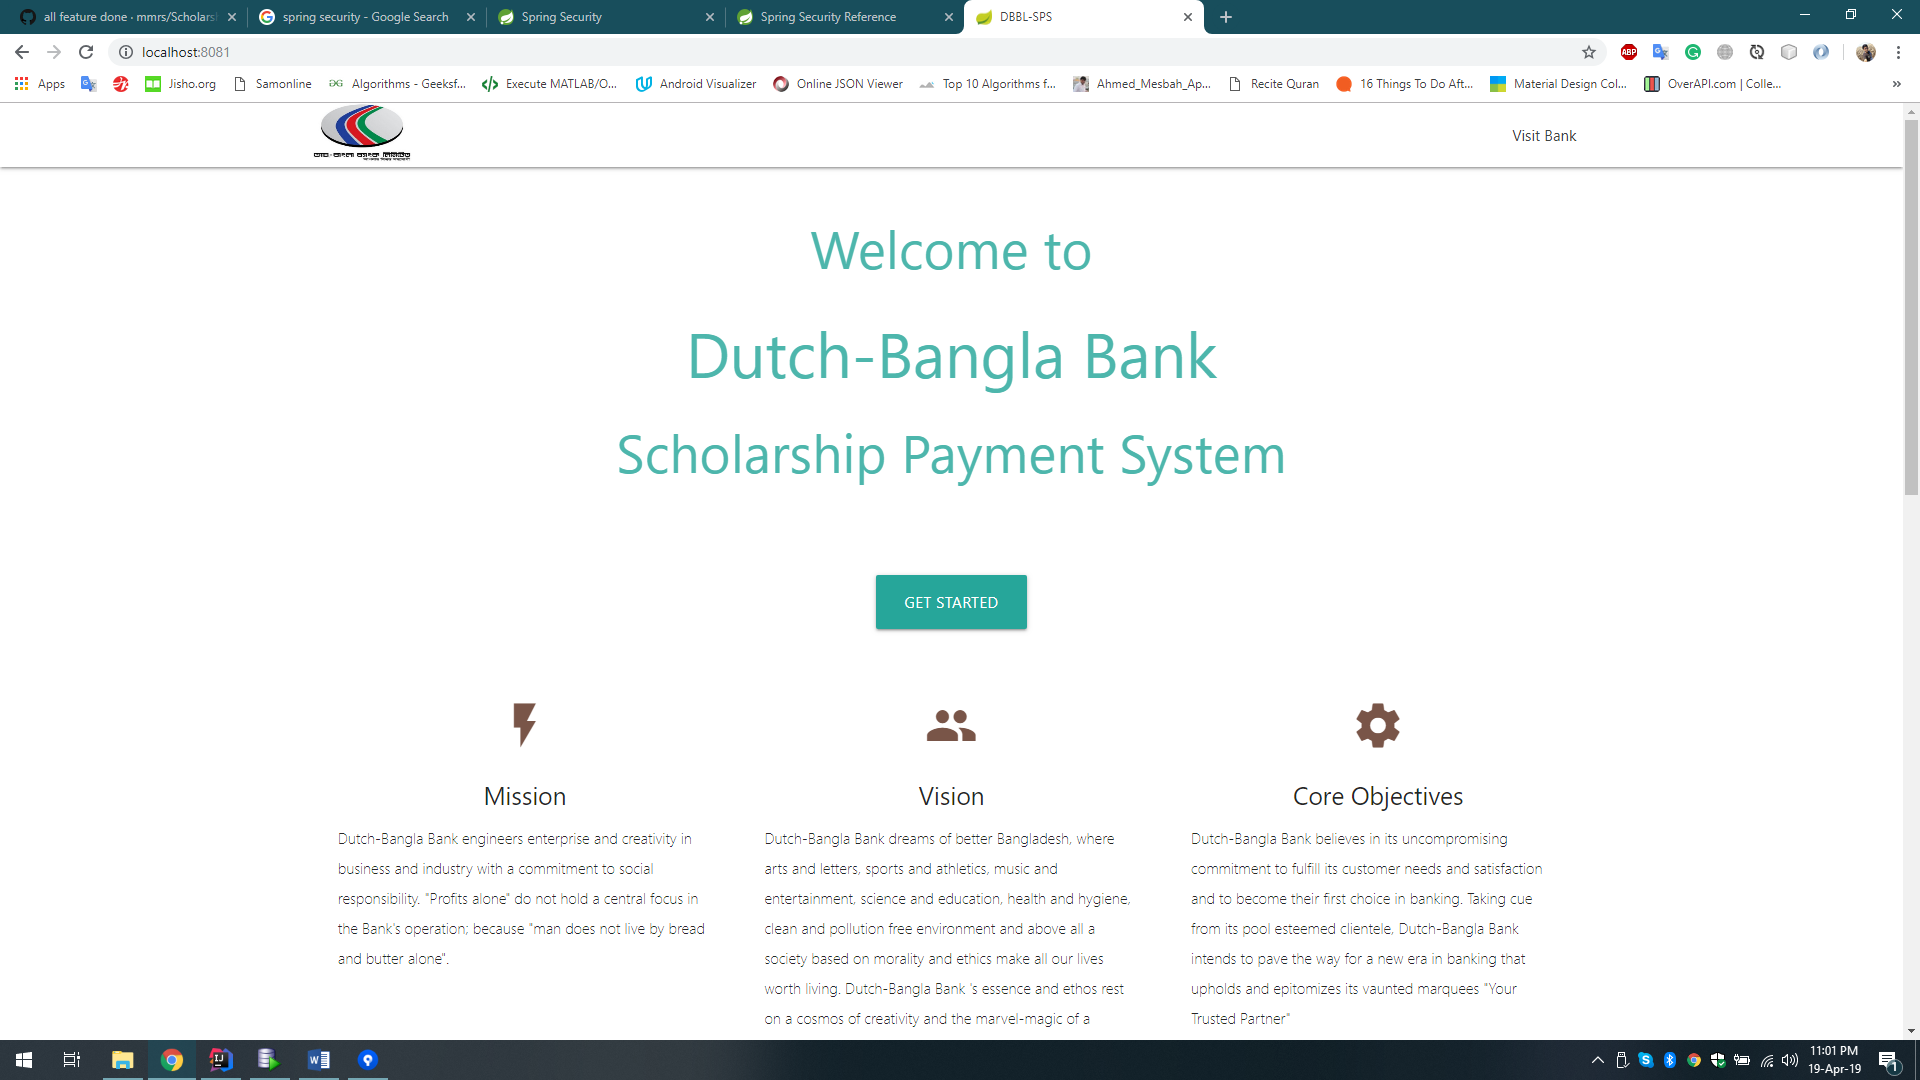 all feature done · mmrs/Scholars
spring security - Google Search
Spring Security
Spring Security Reference
DBBL-SPS
localhost:8081
ABP
Apps
Jisho.org
Samonline
Algorithms - Geeksf...
Execute MATLAB/O...
Android Visualizer
Online JSON Viewer
Top 10 Algorithms f...
Ahmed_Mesbah_Ap...
Recite Quran
16 Things To Do Aft...
Material Design Col...
OverAPI.com | Colle...
»
Visit Bank
Welcome to
Dutch-Bangla Bank
Scholarship Payment System
GET STARTED
Mission
Dutch-Bangla Bank engineers enterprise and creativity in
business and industry with a commitment to social
responsibility. "Profits alone" do not hold a central focus in
the Bank's operation; because "man does not live by bread
and butter alone".
Vision
Dutch-Bangla Bank dreams of better Bangladesh, where
arts and letters, sports and athletics, music and
entertainment, science and education, health and hygiene,
clean and pollution free environment and above all a
society based on morality and ethics make all our lives
worth living. Dutch-Bangla Bank 's essence and ethos rest
on a cosmos of creativity and the marvel-magic of a
Core Objectives
Dutch-Bangla Bank believes in its uncompromising
commitment to fulfill its customer needs and satisfaction
and to become their first choice in banking. Taking cue
from its pool esteemed clientele, Dutch-Bangla Bank
intends to pave the way for a new era in banking that
upholds and epitomizes its vaunted marquees "Your
Trusted Partner"
11:01 PM
19-Apr-19
1